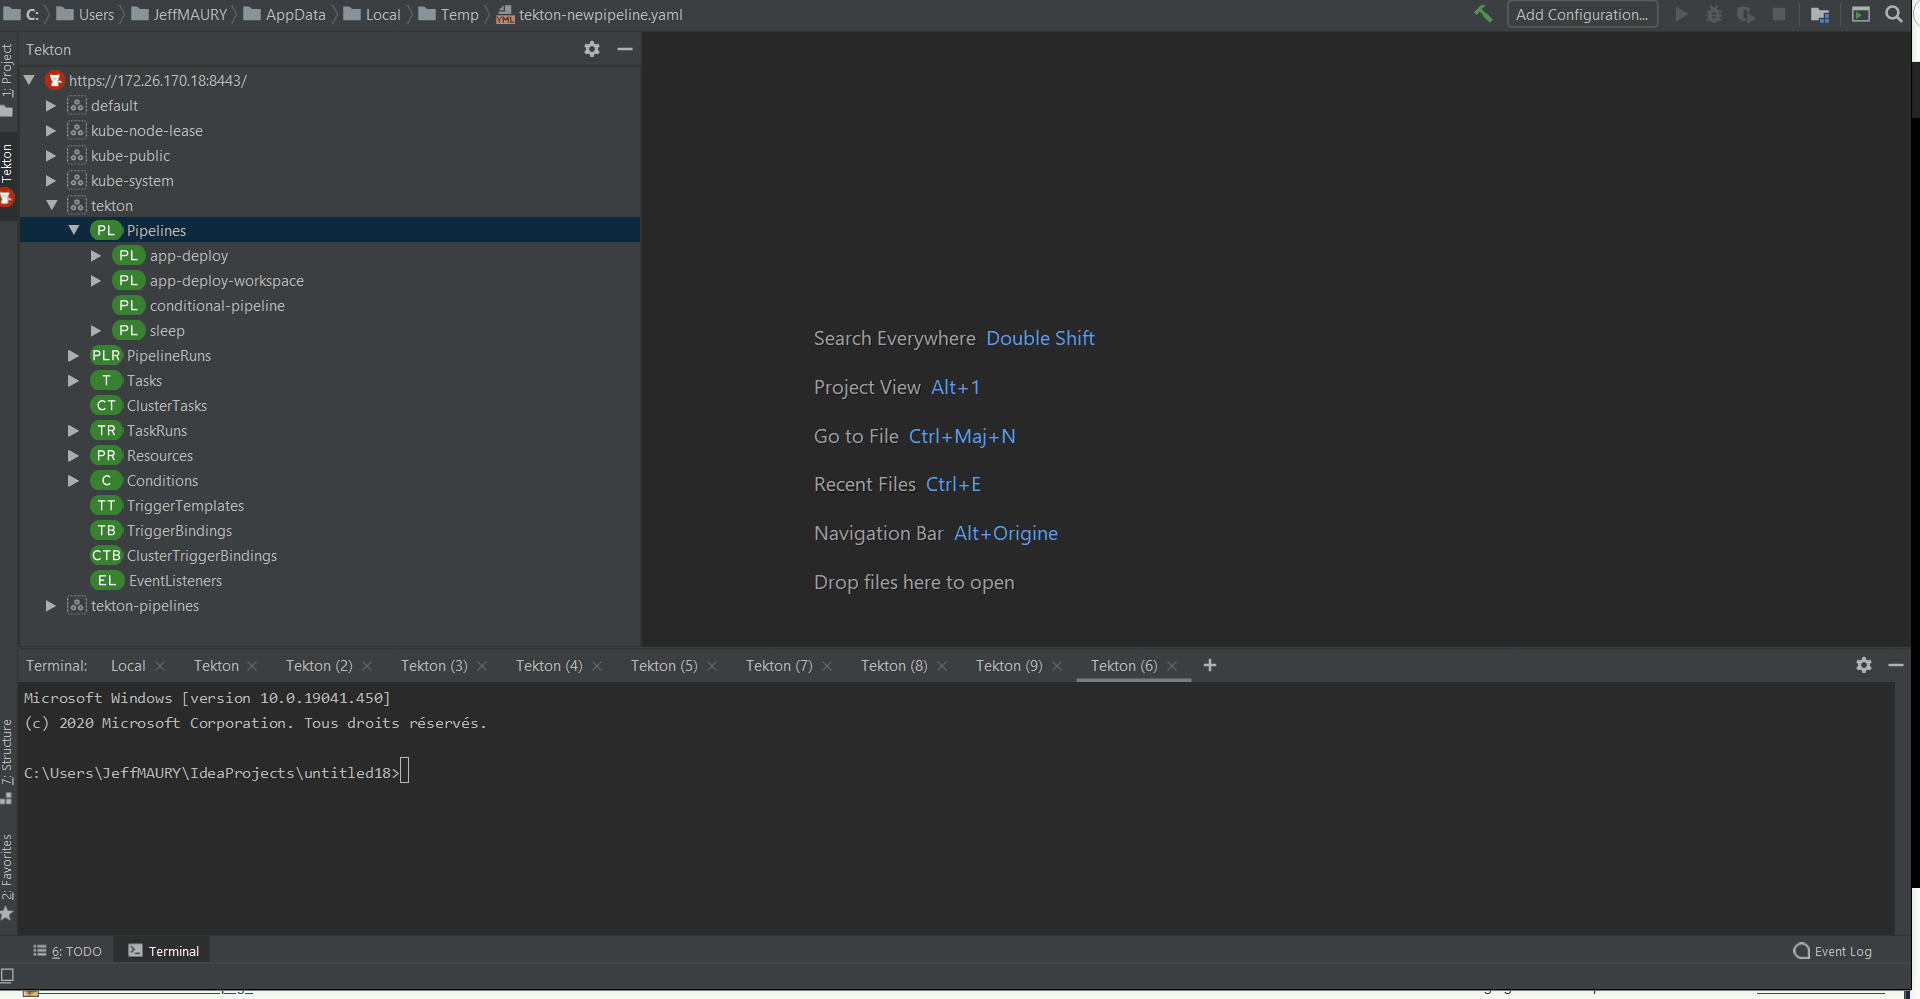 C: Users JeffMAURY AppData Local Temp YML tekton-newpipeline.yaml Add Configuration...
1: Project
Tekton
Tekton
https://172.26.170.18:8443/
default
kube-node-lease
kube-public
kube-system
tekton
PL Pipelines
PL app-deploy
PL app-deploy-workspace
PL conditional-pipeline
PL sleep
PLR PipelineRuns
T Tasks
CT ClusterTasks
TR TaskRuns
PR Resources
C Conditions
TT TriggerTemplates
TB TriggerBindings
CTB ClusterTriggerBindings
EL EventListeners
tekton-pipelines
Search Everywhere Double Shift
Project View Alt+1
Go to File Ctrl+Maj+N
Recent Files Ctrl+E
Navigation Bar Alt+Origine
Drop files here to open
Terminal: Local Tekton Tekton (2) Tekton (3) Tekton (4) Tekton (5) Tekton (7) Tekton (8) Tekton (9) Tekton (6)
Microsoft Windows [version 10.0.19041.450]
(c) 2020 Microsoft Corporation. Tous droits réservés.
C:\Users\JeffMAURY\IdeaProjects\untitled18>
7: Structure
2: Favorites
6: TODO Terminal Event Log